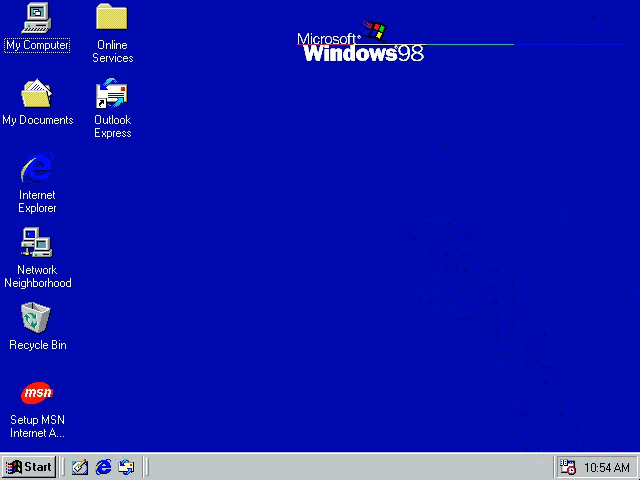 My Computer
Online
Services
Microsoft®
Windows98
My Documents
Outlook
Express
Internet
Explorer
Network
Neighborhood
Recycle Bin
msn
Setup MSN
Internet A...
Start
10:54 AM